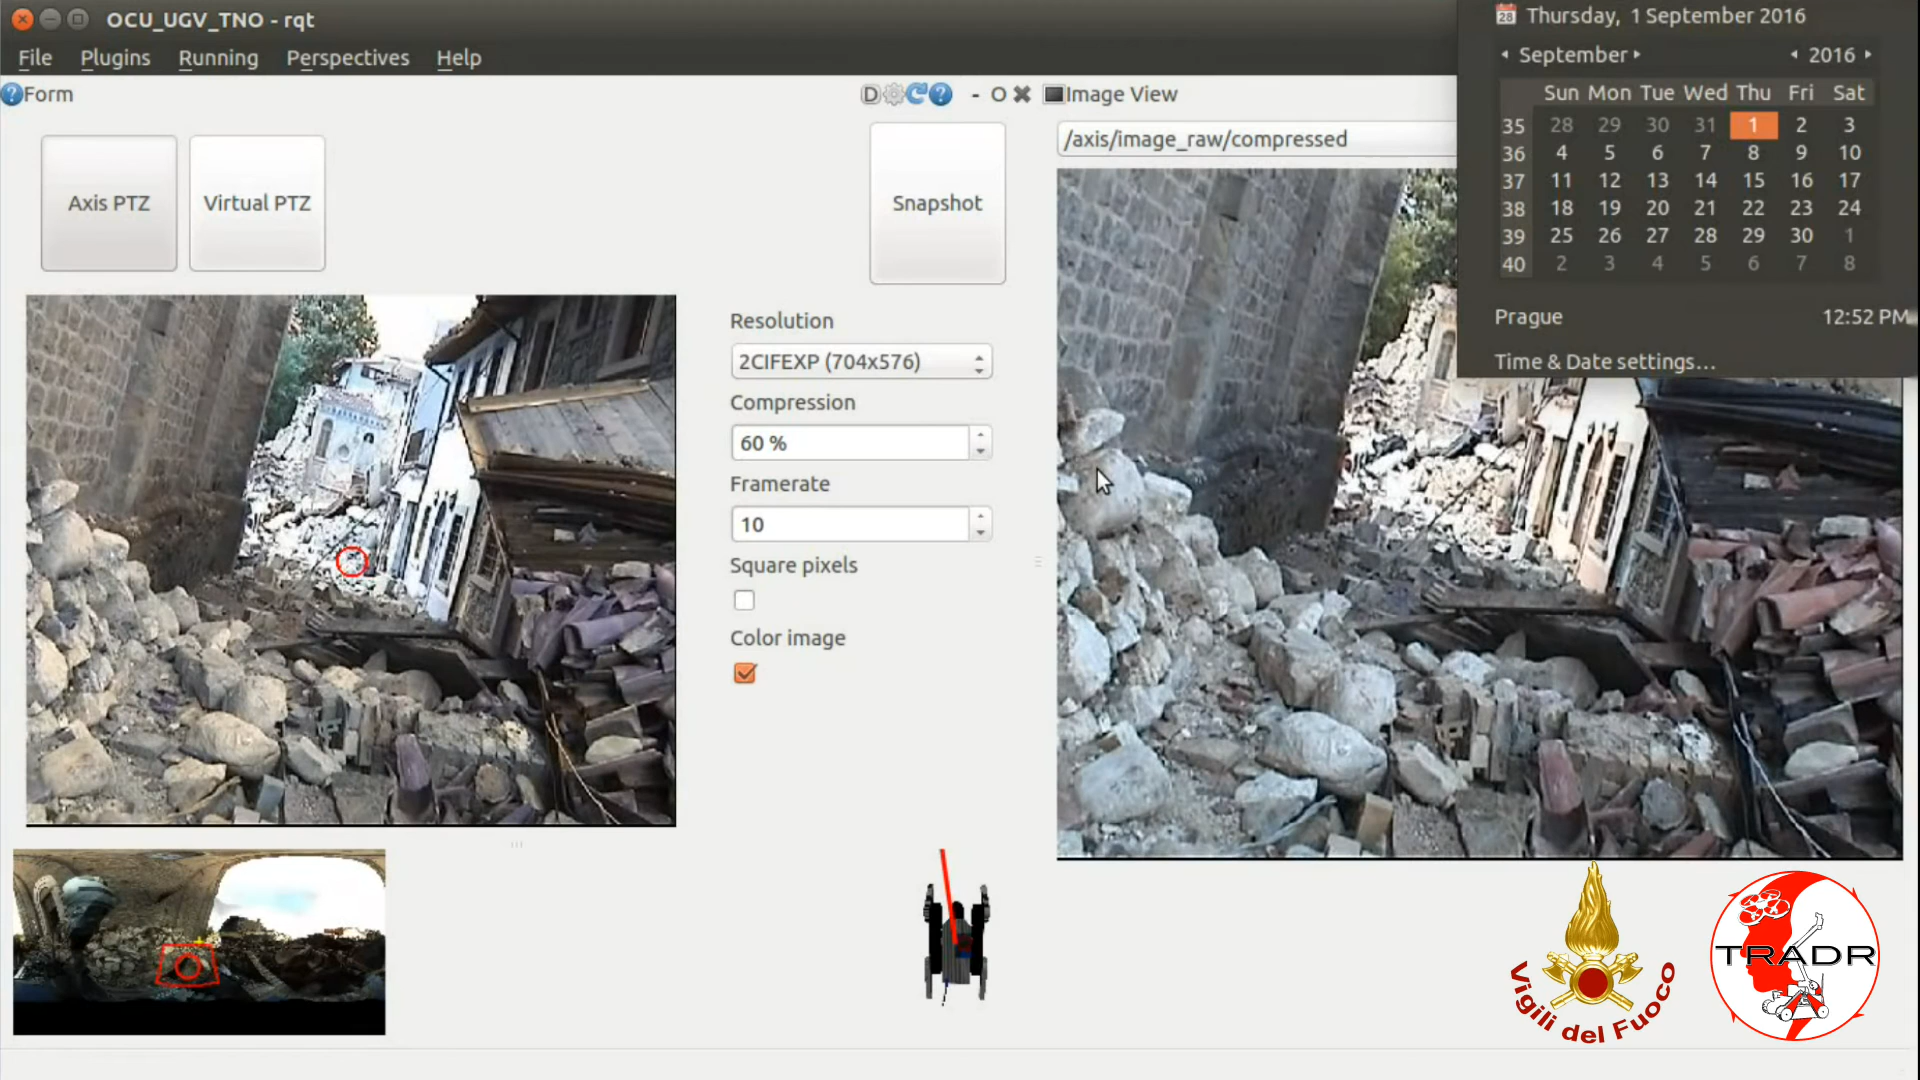 OCU_UGV_TNO - rqt
File Plugins Running Perspectives Help
Form
D - O
Image View
Axis PTZ
Virtual PTZ
Snapshot
/axis/image_raw/compressed
Resolution
2CIFEXP (704x576)
Compression
60 %
Framerate
10
Square pixels
Color image
28 Thursday, 1 September 2016
September 2016
Sun Mon Tue Wed Thu Fri Sat
35 28 29 30 31 1 2 3
36 4 5 6 7 8 9 10
37 11 12 13 14 15 16 17
38 18 19 20 21 22 23 24
39 25 26 27 28 29 30 1
40 2 3 4 5 6 7 8
Prague 12:52 PM
Time & Date settings...
Vigili del Fuoco
TRADR